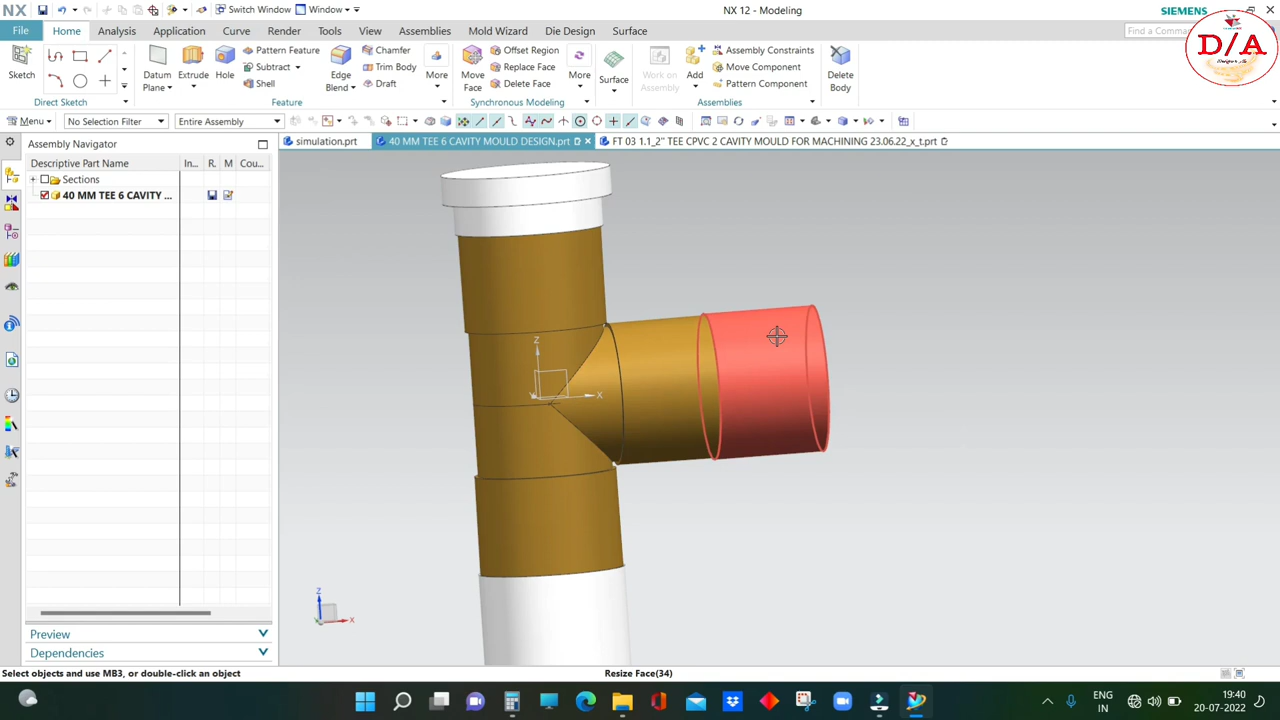 NX Switch Window Window NX 12 - Modeling SIEMENS
File Home Analysis Application Curve Render Tools View Assemblies Mold Wizard Die Design Surface Find a Comma
D/A
Sketch
Direct Sketch
Datum Plane Extrude Hole
Pattern Feature
Subtract
Shell
Edge Blend
Chamfer
Trim Body
Draft
More
Feature
Move Face
Offset Region
Replace Face
Delete Face
More
Synchronous Modeling
Surface
Work on Assembly
Add
Assembly Constraints
Move Component
Pattern Component
Assemblies
Delete Body
Menu No Selection Filter Entire Assembly
Assembly Navigator
simulation.prt 40 MM TEE 6 CAVITY MOULD DESIGN.prt FT 03 1.1_2" TEE CPVC 2 CAVITY MOULD FOR MACHINING 23.06.22_x_t.prt
Descriptive Part Name In... R. M Cou...
Sections
40 MM TEE 6 CAVITY ...
Z
Y X
Z
X
Preview
Dependencies
Select objects and use MB3, or double-click an object Resize Face(34)
ENG
IN
19:40
20-07-2022